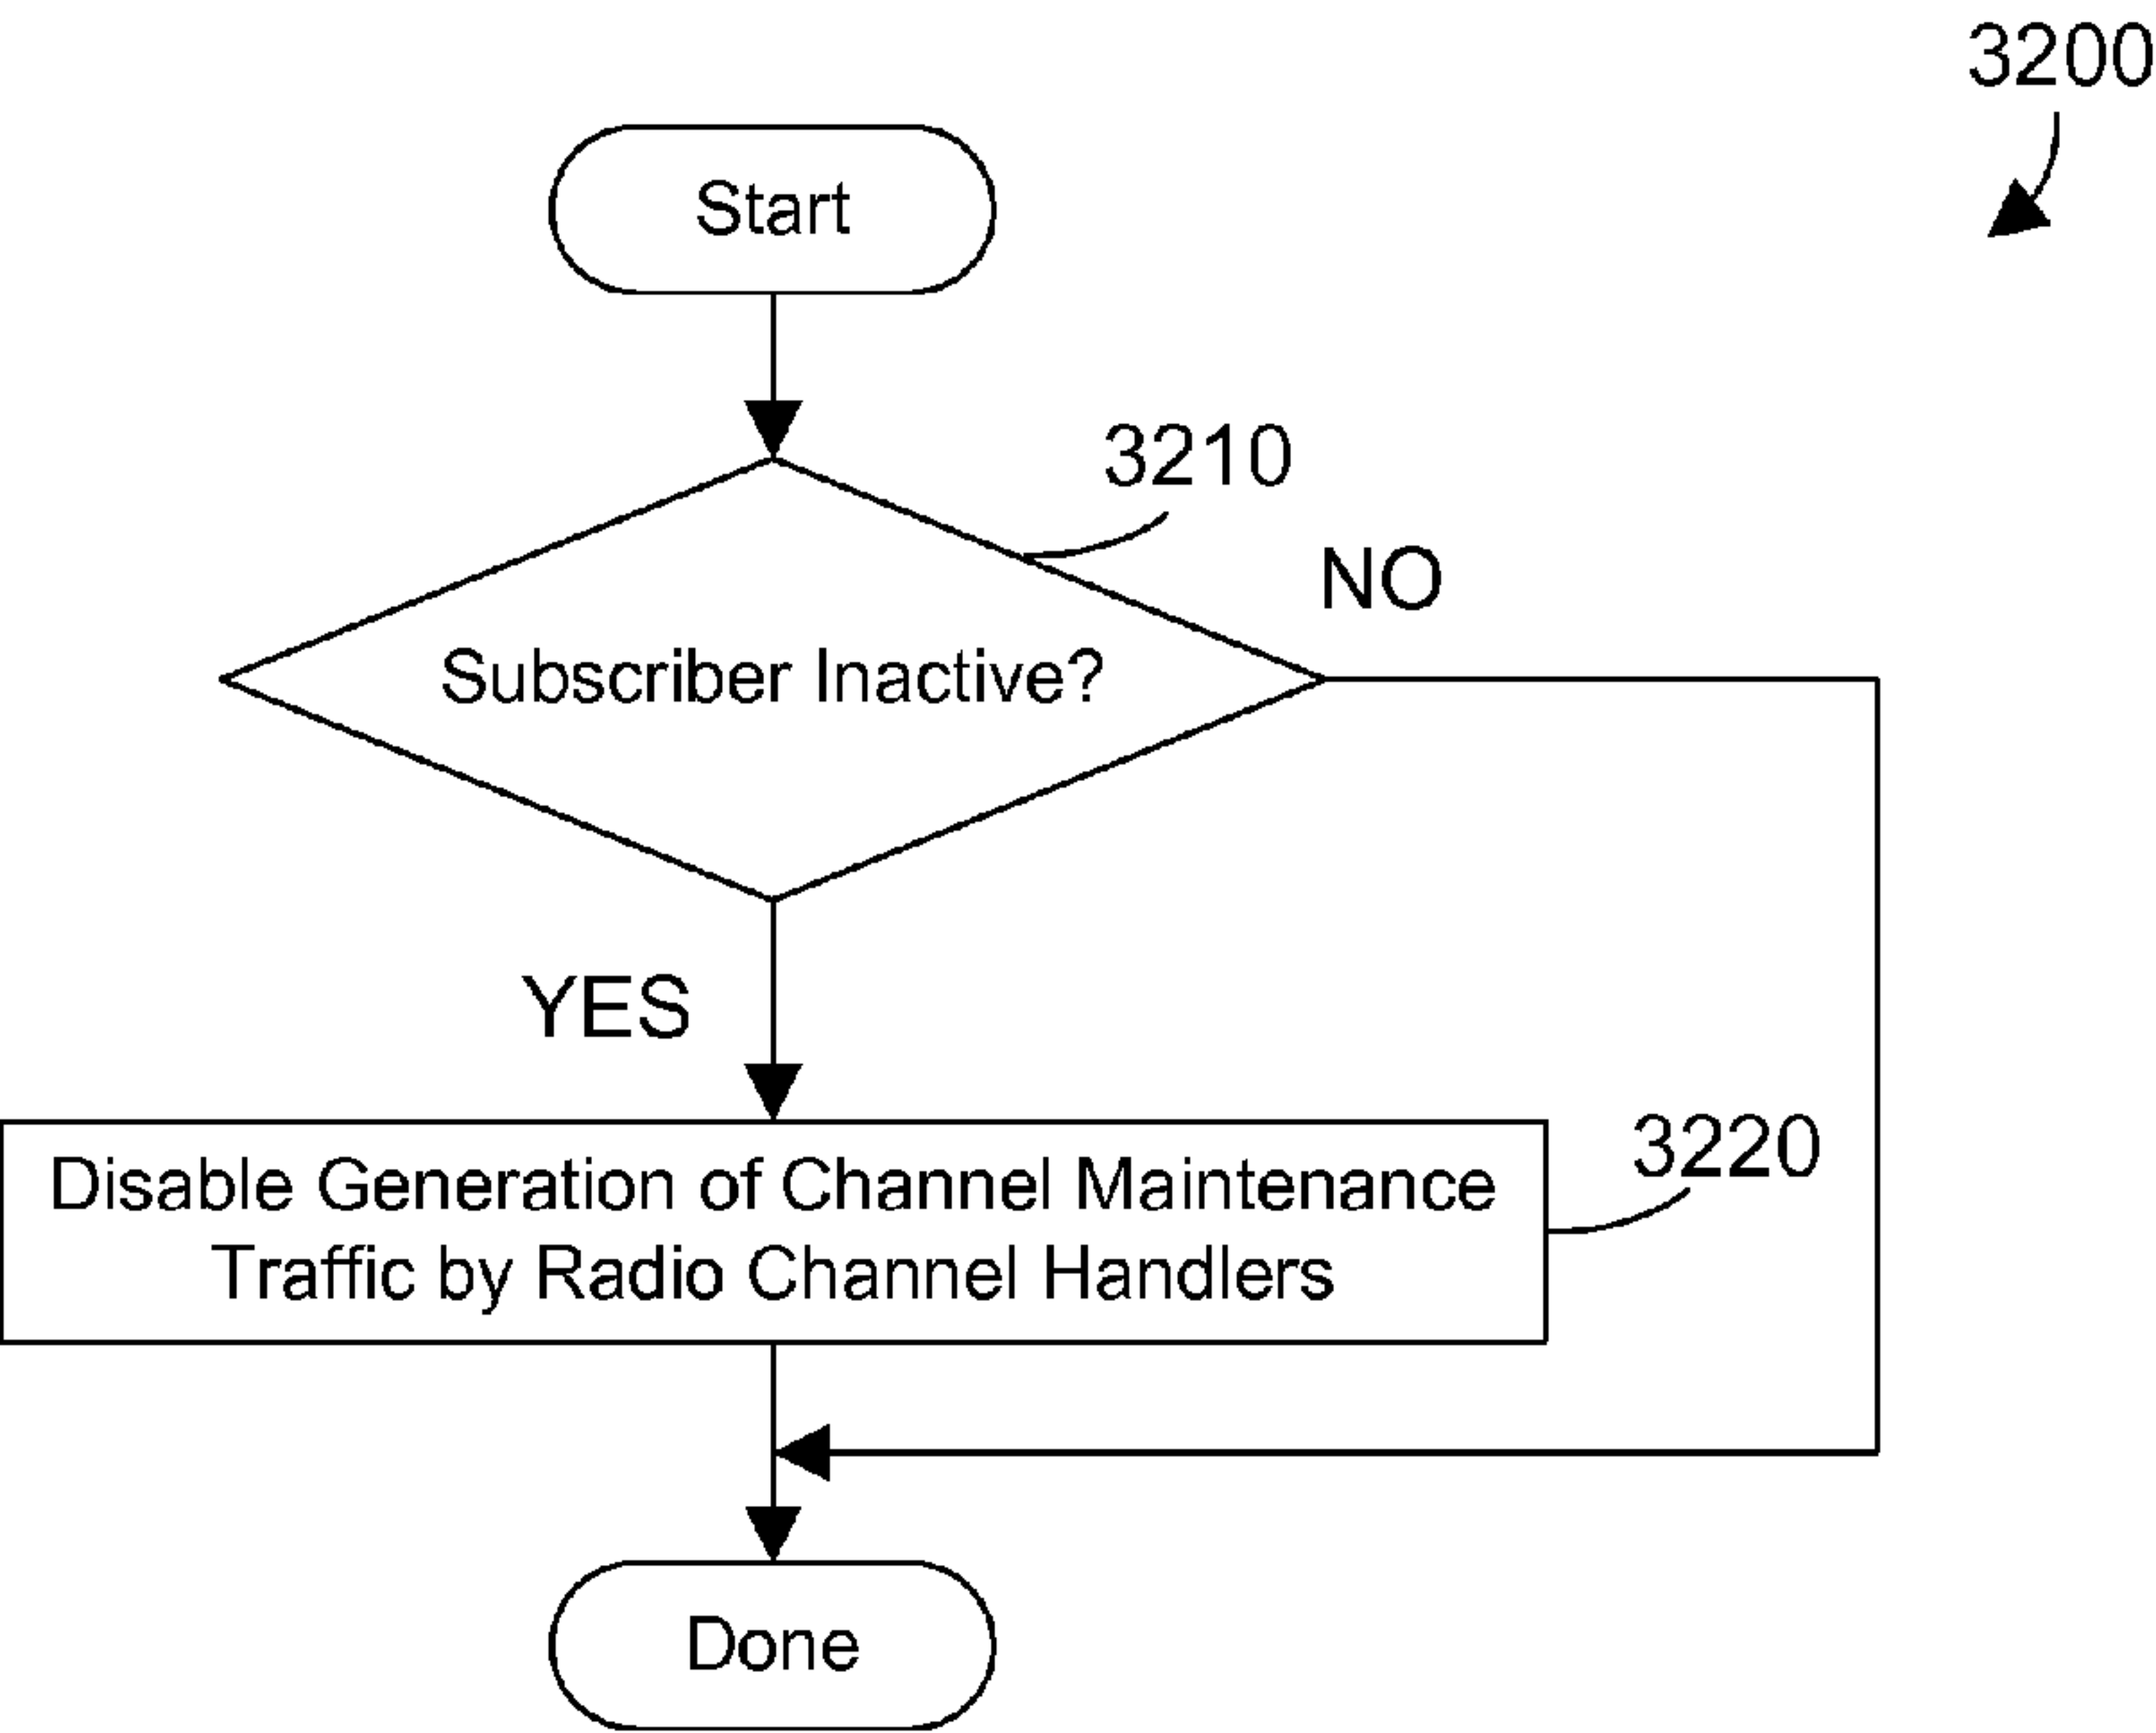 3200
Start
3210
NO
Subscriber Inactive?
YES
Disable Generation of Channel Maintenance
Traffic by Radio Channel Handlers
3220
Done